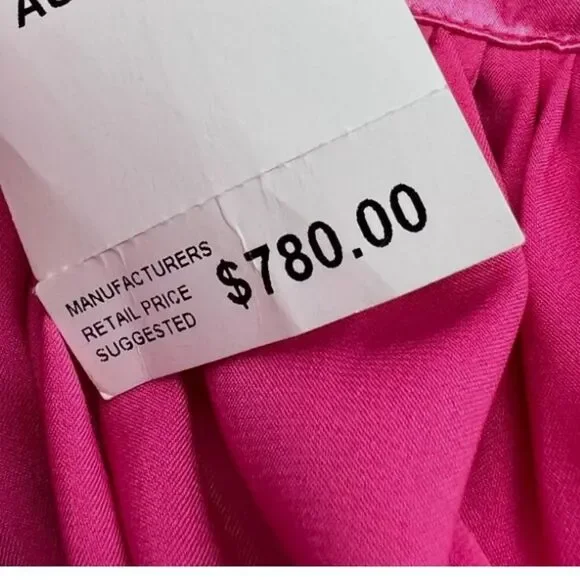 MANUFACTURERS
RETAIL PRICE
SUGGESTED
$780.00